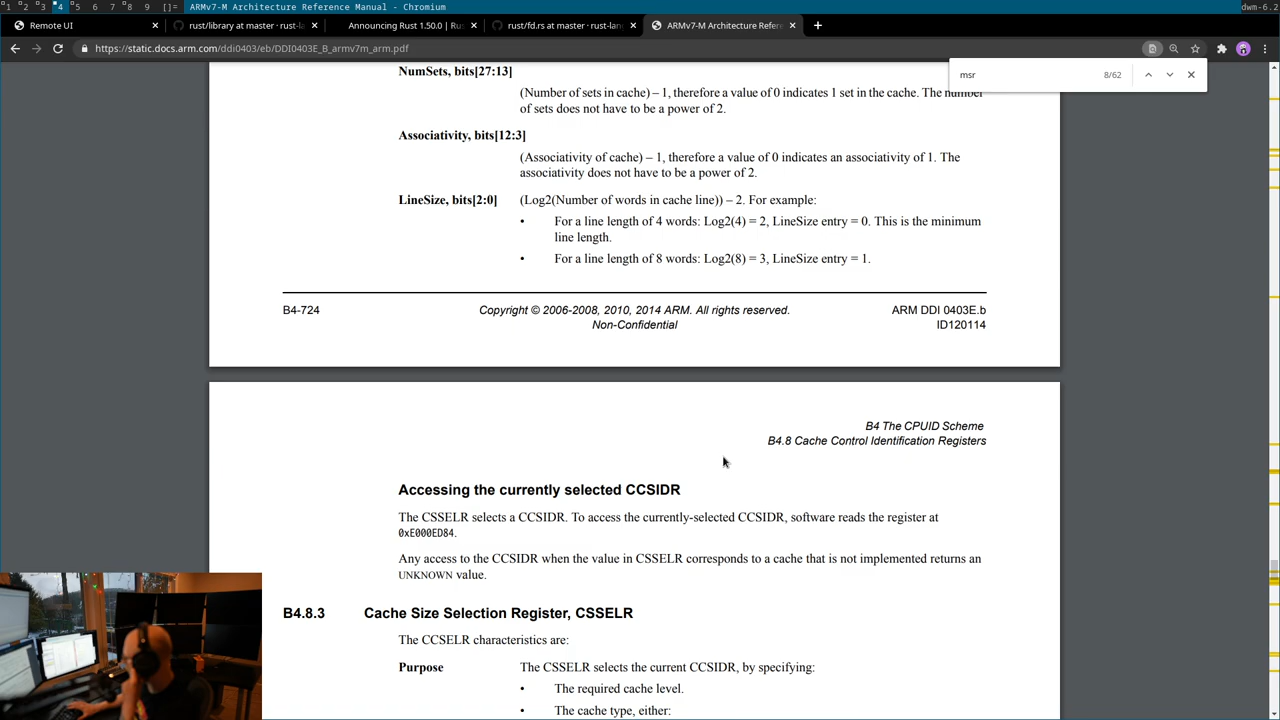 1 2 3 4 5 6 7 8 9 []= ARMv7-M Architecture Reference Manual - Chromium dwm-6.2
Remote UI
rust/library at master · rust-la
Announcing Rust 1.50.0 | Ru
rust/fd.rs at master · rust-lan
ARMv7-M Architecture Refere
https://static.docs.arm.com/ddi0403/eb/DDI0403E_B_armv7m_arm.pdf
msr 8/62
NumSets, bits[27:13]
(Number of sets in cache) – 1, therefore a value of 0 indicates 1 set in the cache. The number
of sets does not have to be a power of 2.
Associativity, bits[12:3]
(Associativity of cache) – 1, therefore a value of 0 indicates an associativity of 1. The
associativity does not have to be a power of 2.
LineSize, bits[2:0] (Log2(Number of words in cache line)) – 2. For example:
• For a line length of 4 words: Log2(4) = 2, LineSize entry = 0. This is the minimum
line length.
• For a line length of 8 words: Log2(8) = 3, LineSize entry = 1.
B4-724 Copyright © 2006-2008, 2010, 2014 ARM. All rights reserved. ARM DDI 0403E.b
Non-Confidential ID120114
B4 The CPUID Scheme
B4.8 Cache Control Identification Registers
Accessing the currently selected CCSIDR
The CSSELR selects a CCSIDR. To access the currently-selected CCSIDR, software reads the register at
0xE000ED84.
Any access to the CCSIDR when the value in CSSELR corresponds to a cache that is not implemented returns an
UNKNOWN value.
B4.8.3 Cache Size Selection Register, CSSELR
The CCSELR characteristics are:
Purpose The CSSELR selects the current CCSIDR, by specifying:
• The required cache level.
• The cache type, either: